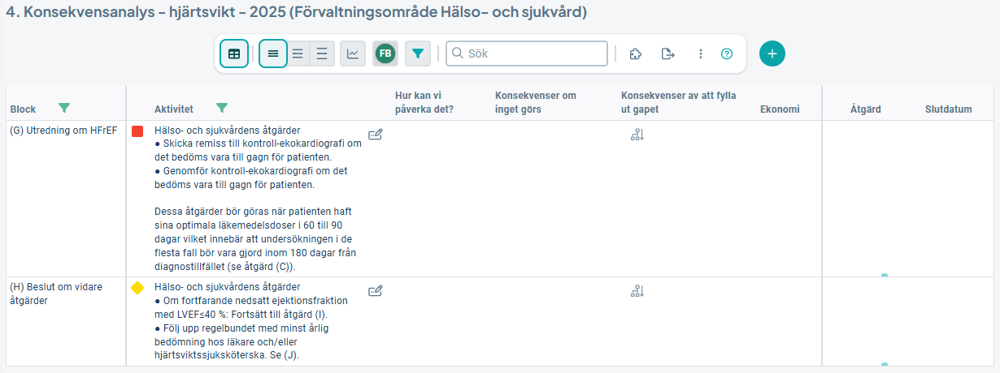 4. Konsekvensanalys – hjärtsvikt – 2025 (Förvaltningsområde Hälso- och sjukvård)
FB
Sök
Block
Aktivitet
Hur kan vi
påverka det?
Konsekvenser om
inget görs
Konsekvenser av att fylla
ut gapet
Ekonomi
Åtgärd
Slutdatum
(G) Utredning om HFrEF
Hälso- och sjukvårdens åtgärder
● Skicka remiss till kontroll-ekokardiografi om
det bedöms vara till gagn för patienten.
● Genomför kontroll-ekokardiografi om det
bedöms vara till gagn för patienten.
Dessa åtgärder bör göras när patienten haft
sina optimala läkemedelsdoser i 60 till 90
dagar vilket innebär att undersökningen i de
flesta fall bör vara gjord inom 180 dagar från
diagnostillfället (se åtgärd (C)).
(H) Beslut om vidare
åtgärder
Hälso- och sjukvårdens åtgärder
● Om fortfarande nedsatt ejektionsfraktion
med LVEF≤40 %: Fortsätt till åtgärd (I).
● Följ upp regelbundet med minst årlig
bedömning hos läkare och/eller
hjärtsviktssjuksköterska. Se (J).